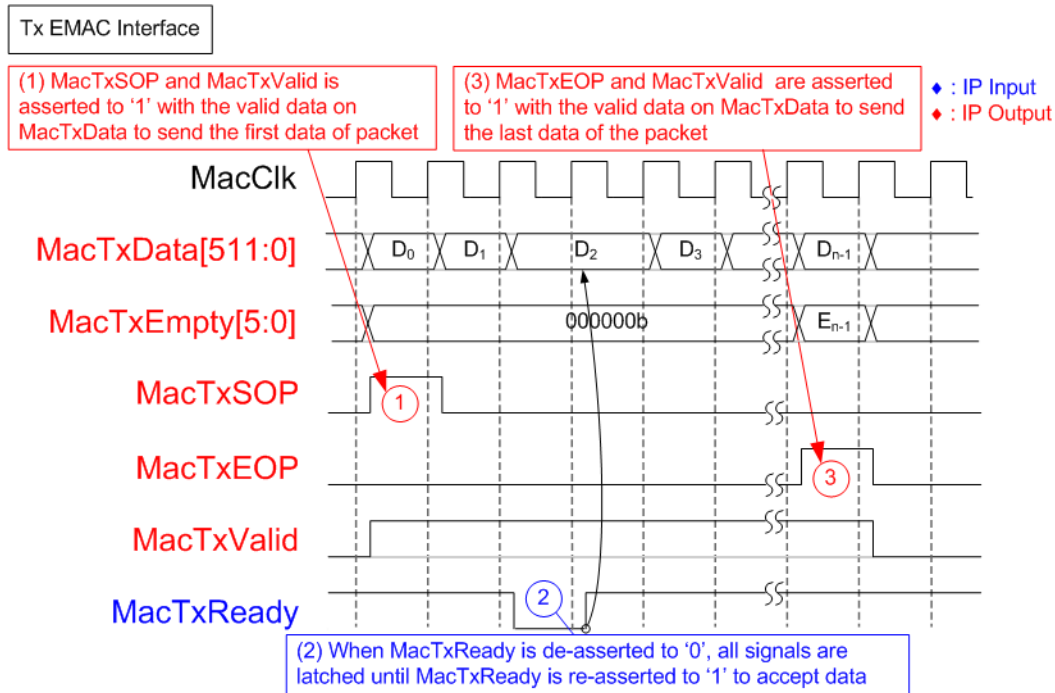 Tx EMAC Interface
(1) MacTxSOP and MacTxValid is
asserted to ‘1’ with the valid data on
MacTxData to send the first data of packet
(3) MacTxEOP and MacTxValid are asserted
to ‘1’ with the valid data on MacTxData to send
the last data of the packet
♦ : IP Input
♦ : IP Output
MacClk
MacTxData[511:0]
D0 D1 D2 D3 Dn-1
MacTxEmpty[5:0]
000000b En-1
MacTxSOP
1
MacTxEOP
3
MacTxValid
MacTxReady
2
(2) When MacTxReady is de-asserted to ‘0’, all signals are
latched until MacTxReady is re-asserted to ‘1’ to accept data